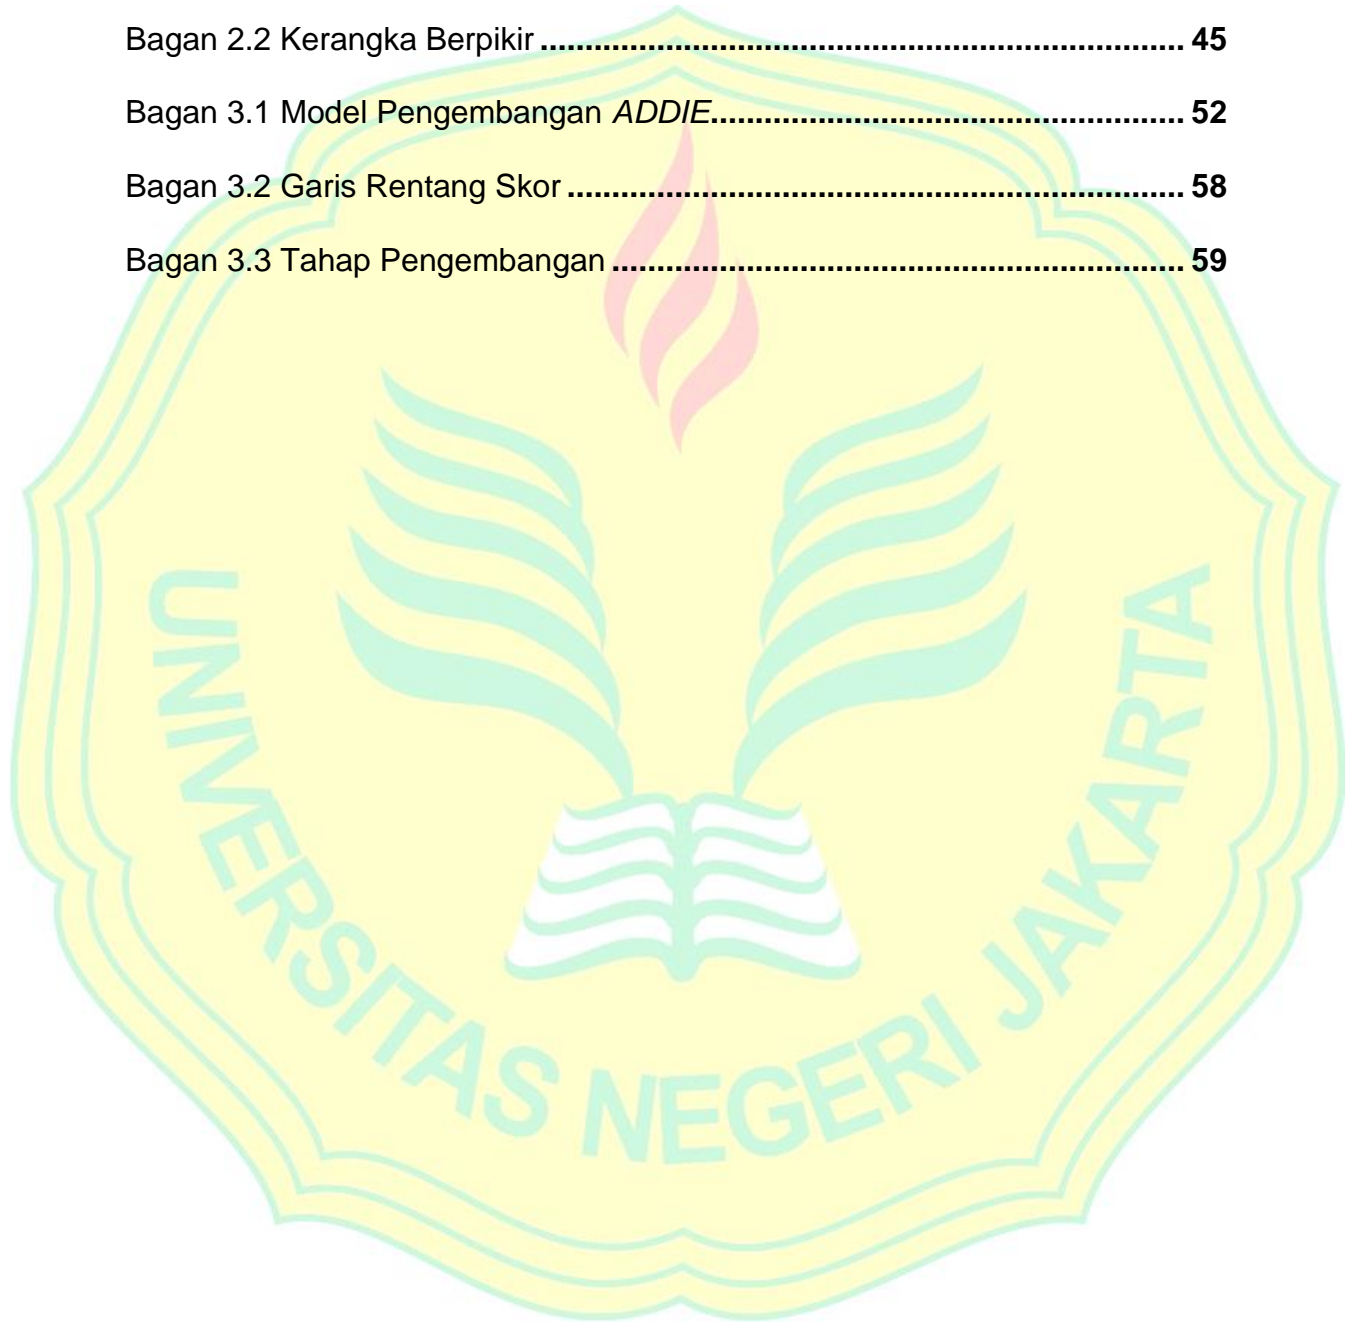 Bagan 2.2 Kerangka Berpikir ........................................................................ 45
Bagan 3.1 Model Pengembangan ADDIE.................................................... 52
Bagan 3.2 Garis Rentang Skor .................................................................... 58
Bagan 3.3 Tahap Pengembangan ............................................................... 59
UNIVERSITAS NEGERI JAKARTA